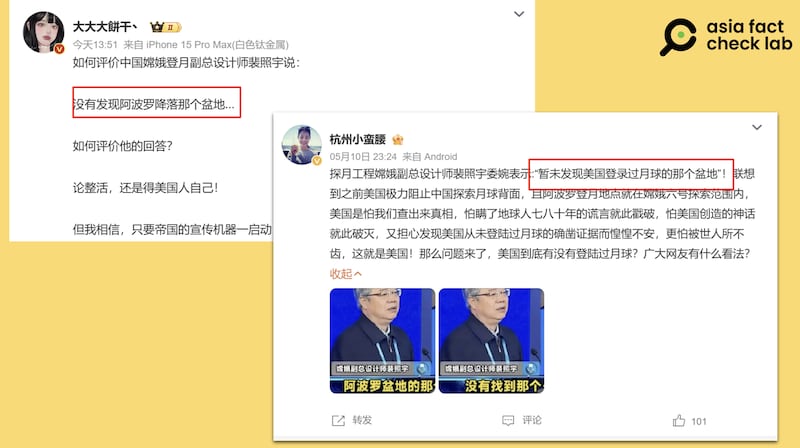 大大大餅干丶
II
今天13:51 来自 iPhone 15 Pro Max(白色钛金属)
如何评价中国嫦娥登月副总设计师裴照宇说：
没有发现阿波罗降落那个盆地...
如何评价他的回答？
论整活，还是得美国人自己！
但我相信，只要帝国的宣传机器一启动
asia fact
check lab
杭州小蛮腰
05月10日 23:24 来自 Android
探月工程嫦娥副总设计师裴照宇委婉表示:“暂未发现美国登录过月球的那个盆地”！联想
到之前美国极力阻止中国探索月球背面，且阿波罗登月地点就在嫦娥六号探索范围内，
美国是怕我们查出来真相，怕瞒了地球人七八十年的谎言就此戳破，怕美国创造的神话
就此破灭，又担心发现美国从未登陆过月球的确凿证据而惶惶不安，更怕被世人所不
齿，这就是美国！那么问题来了，美国到底有没有登陆过月球？广大网友有什么看法？
收起
嫦娥副总设计师裴照宇
阿波罗盆地的那
嫦娥副总设计师裴照宇
没有找到那个
转发
评论
101